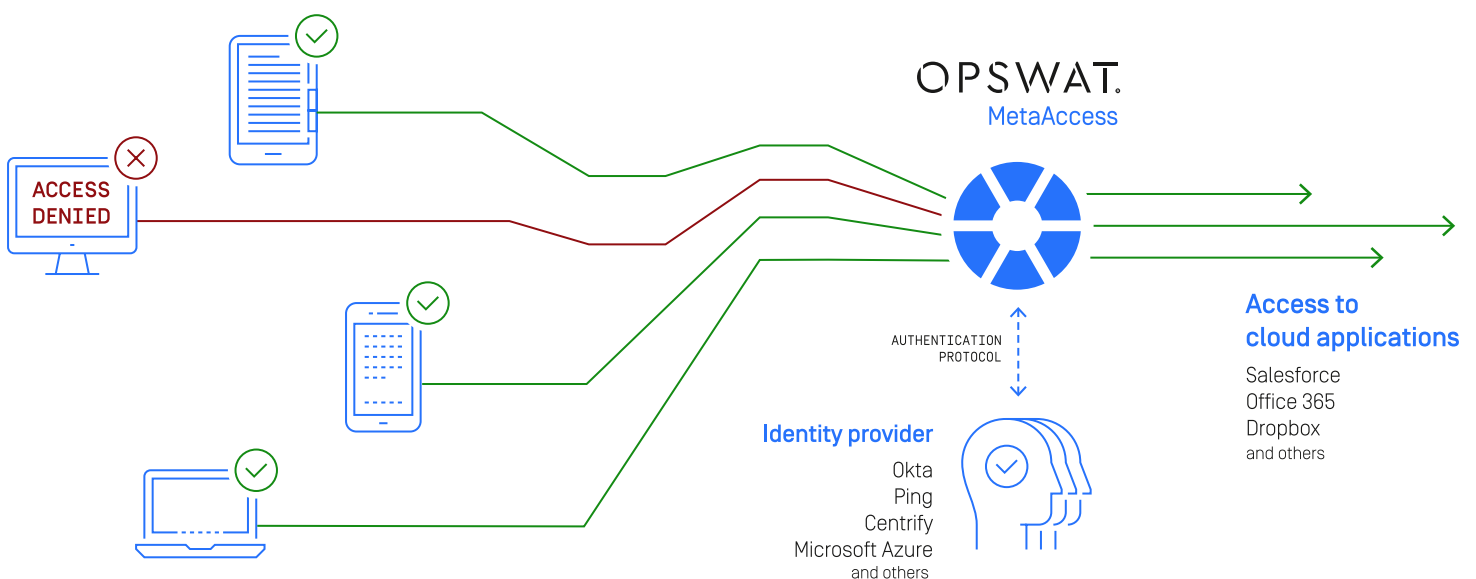 OPSWAT.
MetaAccess
ACCESS
DENIED
AUTHENTICATION
PROTOCOL
Identity provider
Okta
Ping
Centrify
Microsoft Azure
and others
Access to
cloud applications
Salesforce
Office 365
Dropbox
and others